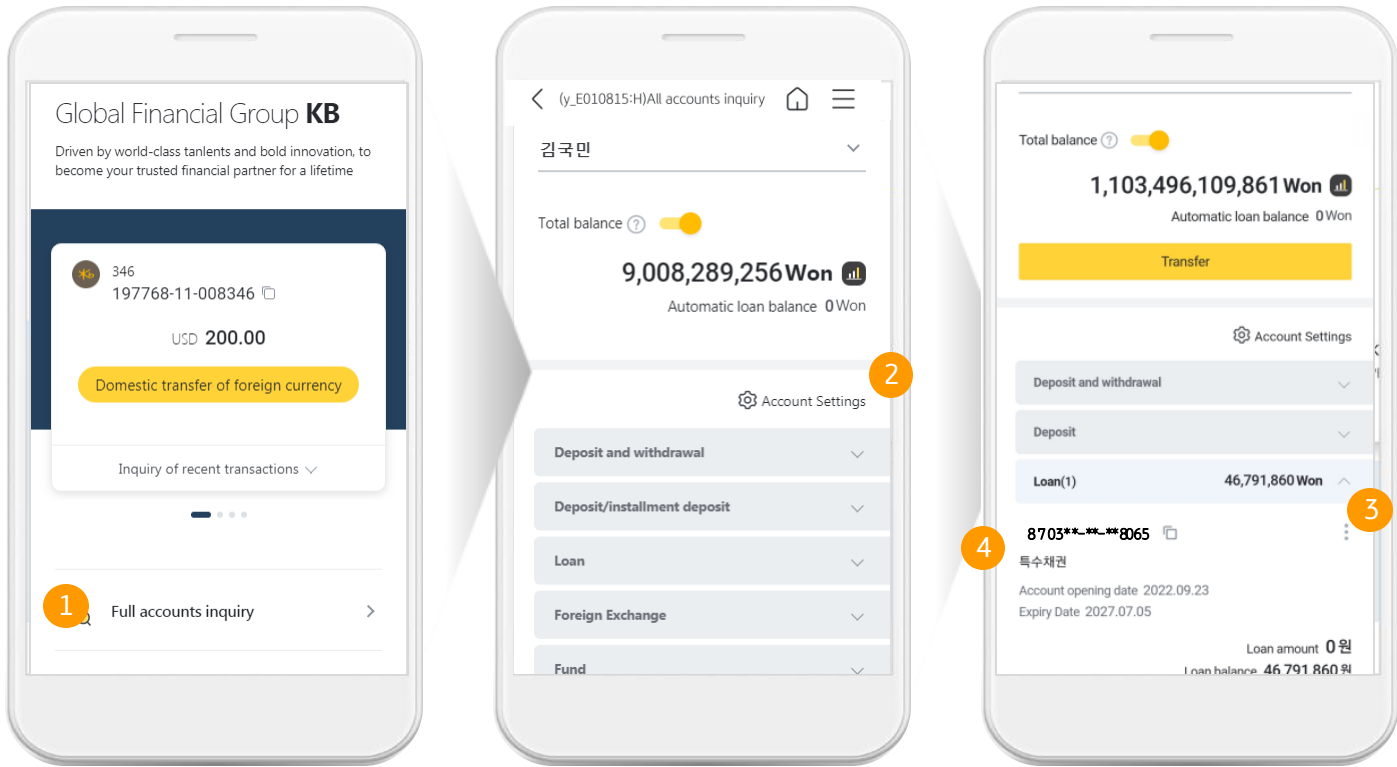 Global Financial Group KB
Driven by world-class tanlents and bold innovation, to
become your trusted financial partner for a lifetime
346
197768-11-008346
USD 200.00
Domestic transfer of foreign currency
Inquiry of recent transactions
1
Full accounts inquiry
(y_E010815:H)All accounts inquiry
김국민
Total balance ?
9,008,289,256 Won
Automatic loan balance 0 Won
2
Account Settings
Deposit and withdrawal
Deposit/installment deposit
Loan
Foreign Exchange
Fund
Total balance ?
1,103,496,109,861 Won
Automatic loan balance 0 Won
Transfer
Account Settings
Deposit and withdrawal
Deposit
Loan(1) 46,791,860 Won
3
4
8703**-**-**8065
특수채권
Account opening date 2022.09.23
Expiry Date 2027.07.05
Loan amount 0원
Loan balance 46,791,860원